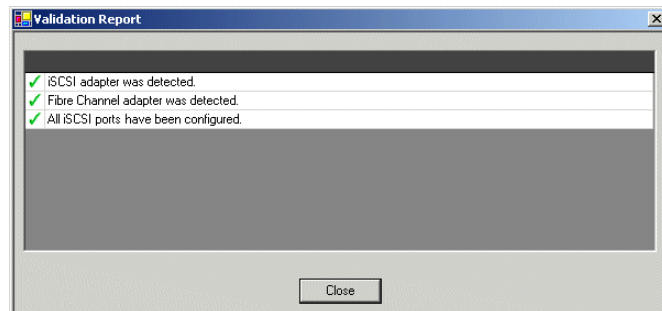 Validation Report
iSCSI adapter was detected.
Fibre Channel adapter was detected.
All iSCSI ports have been configured.
Close